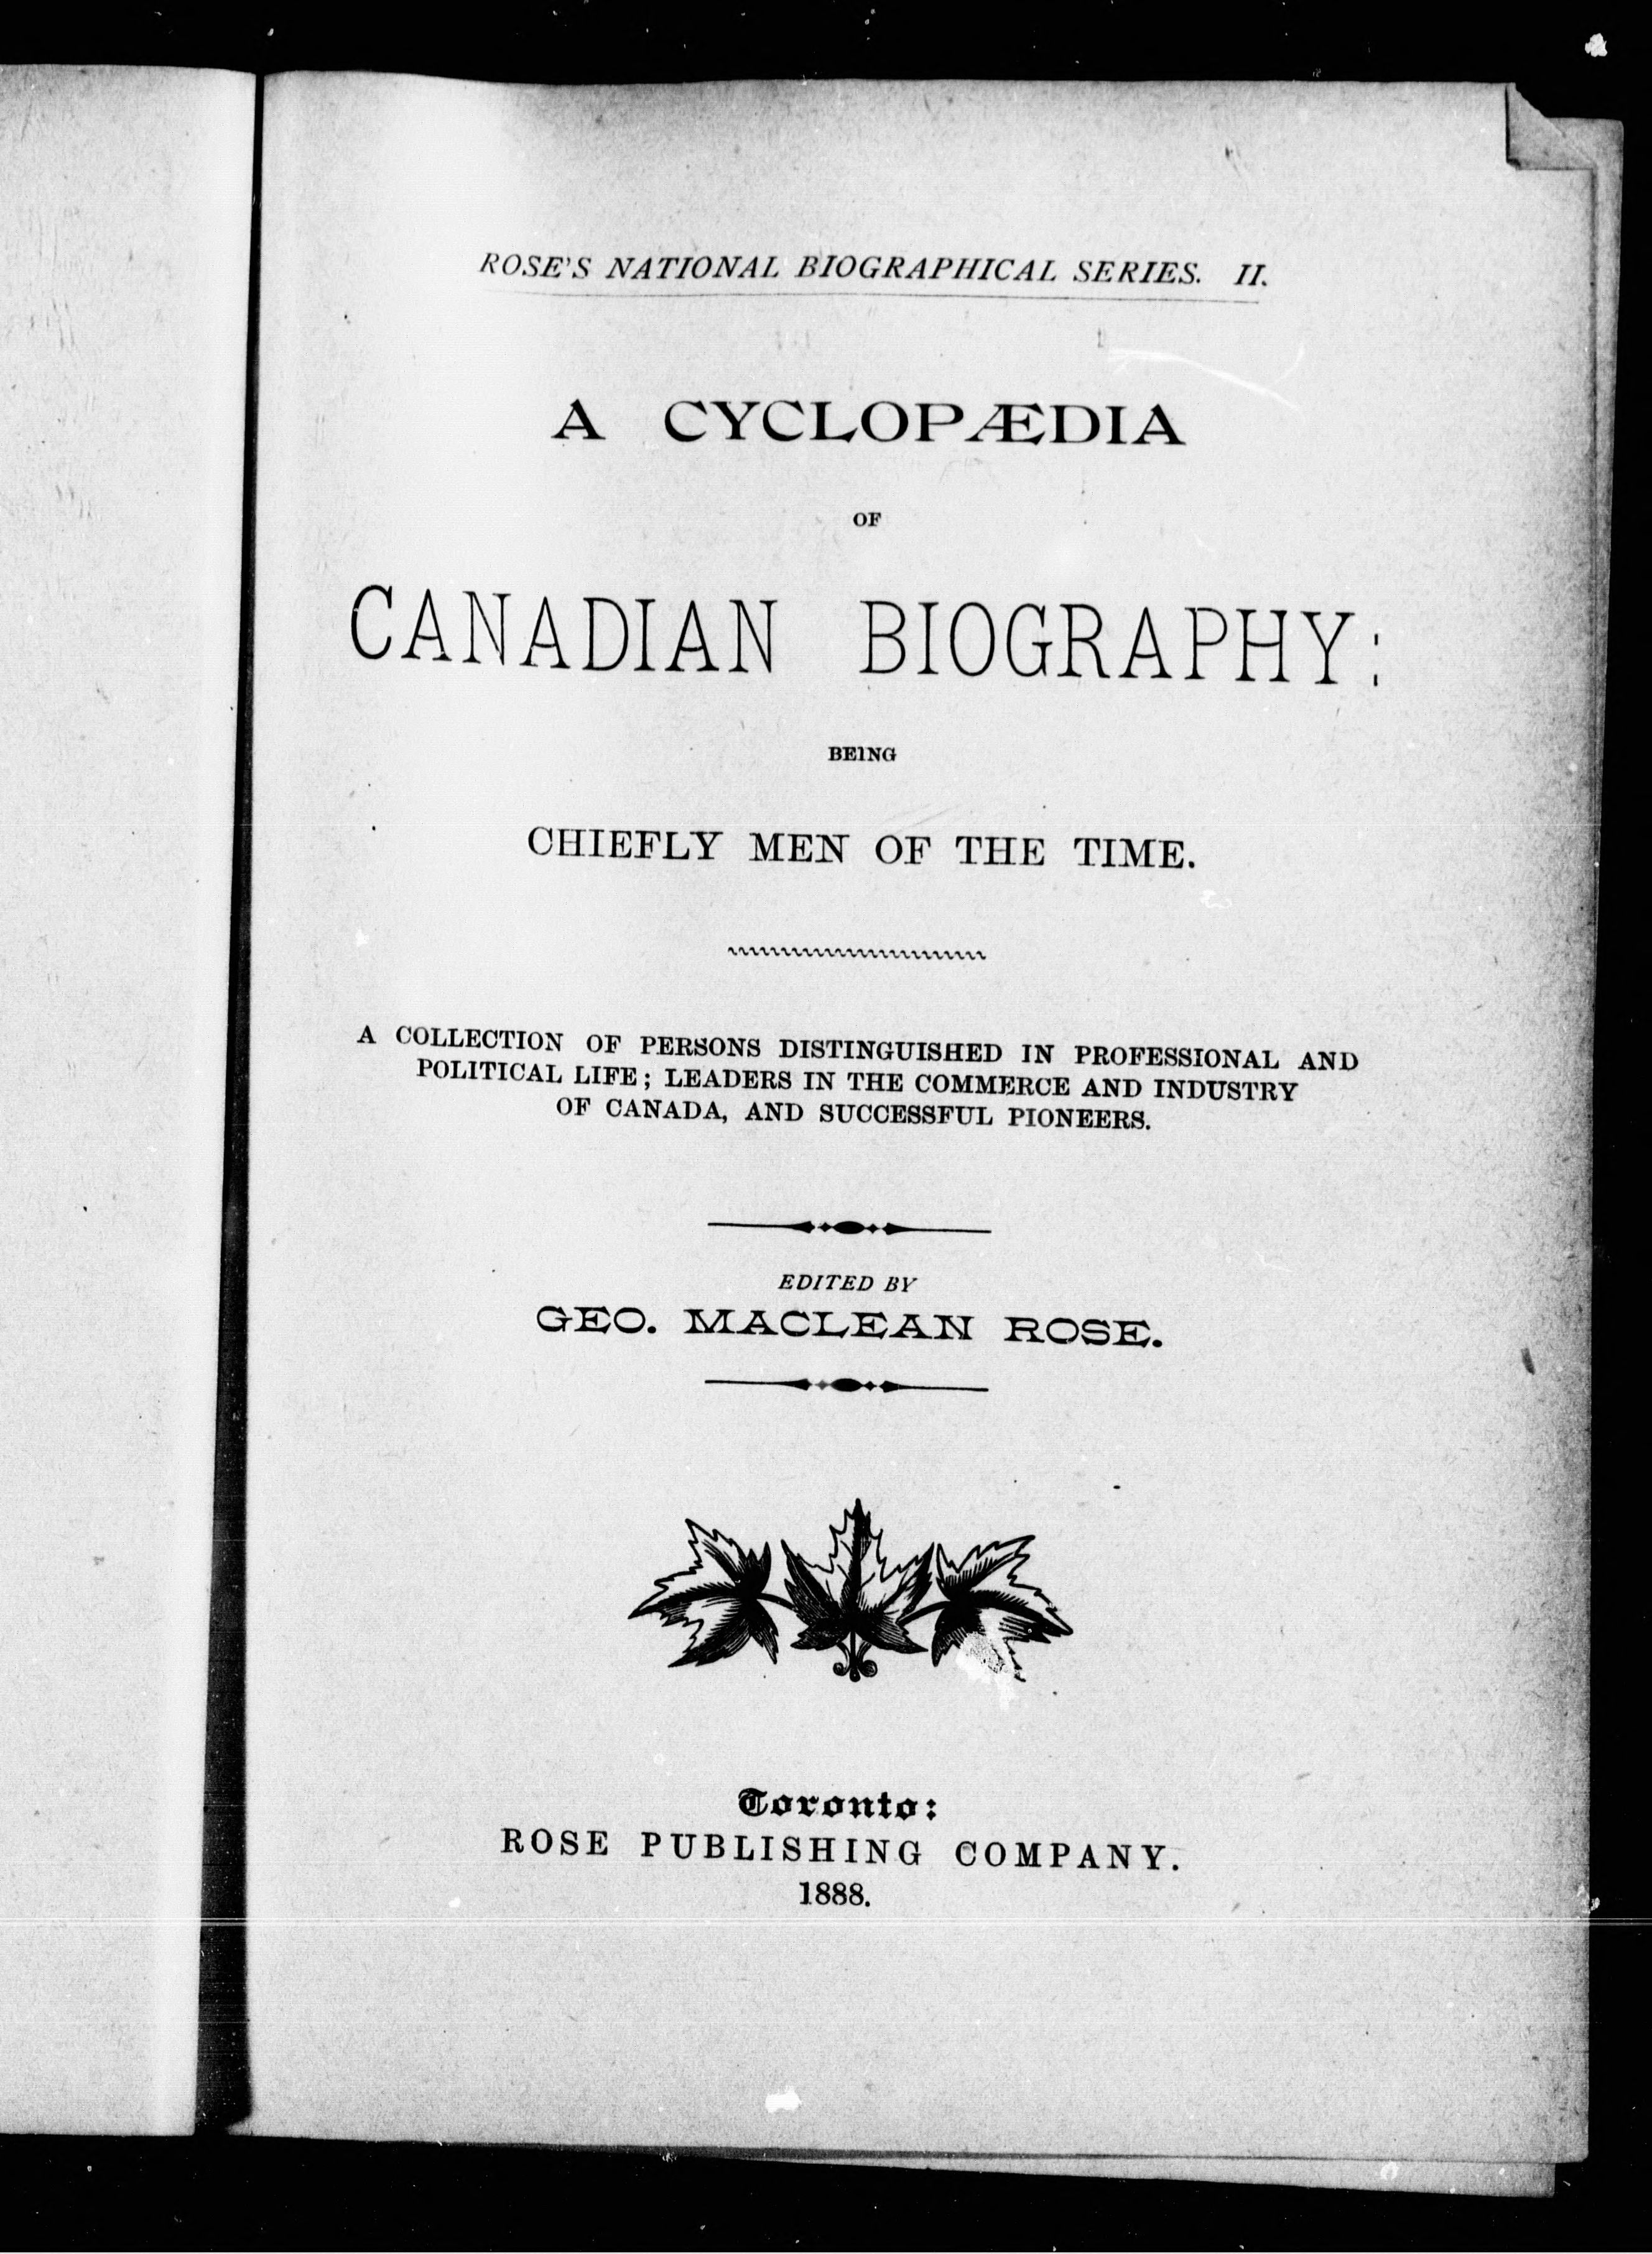 ROSE'S NATIONAL BIOGRAPHICAL SERIES. II.
A CYCLOPÆDIA
OF
CANADIAN BIOGRAPHY:
BEING
CHIEFLY MEN OF THE TIME.
A COLLECTION OF PERSONS DISTINGUISHED IN PROFESSIONAL AND
POLITICAL LIFE; LEADERS IN THE COMMERCE AND INDUSTRY
OF CANADA, AND SUCCESSFUL PIONEERS.
EDITED BY
GEO. MACLEAN ROSE.
Toronto:
ROSE PUBLISHING COMPANY.
1888.